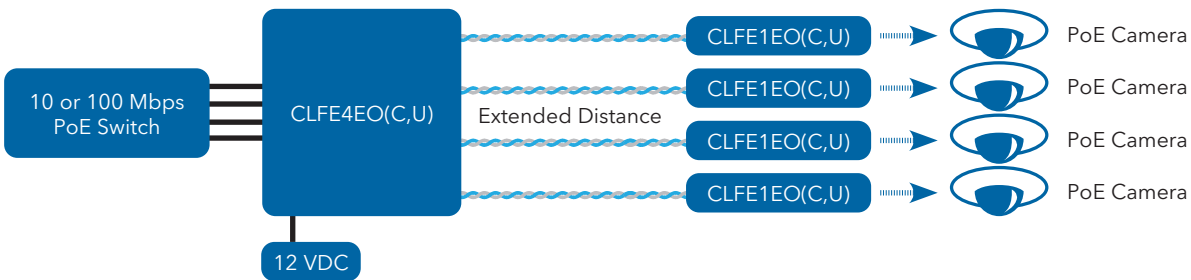 CLFE1EO(C,U)
PoE Camera
CLFE1EO(C,U)
PoE Camera
10 or 100 Mbps
PoE Switch
CLFE4EO(C,U)
Extended Distance
CLFE1EO(C,U)
PoE Camera
CLFE1EO(C,U)
PoE Camera
12 VDC